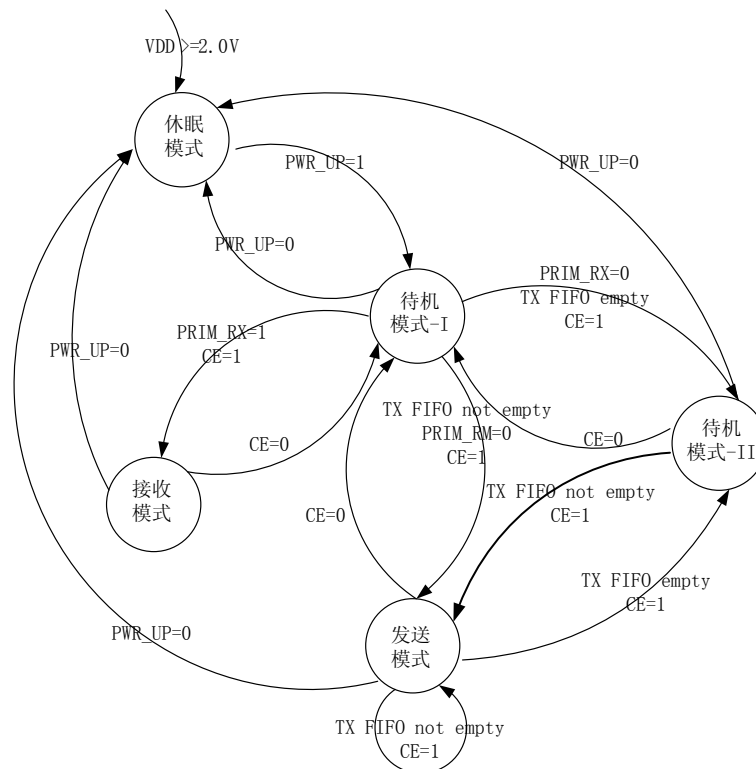 VDD >=2.0V
休眠
模式
PWR_UP=1
PWR_UP=0
PWR_UP=0
待机
模式-I
PRIM_RX=0
TX FIFO empty
CE=1
PRIM_RX=1
CE=1
PWR_UP=0
TX FIFO not empty
PRIM_RM=0
CE=1
CE=0
待机
模式-II
CE=0
接收
模式
TX FIFO not empty
CE=1
CE=0
TX FIFO empty
CE=1
PWR_UP=0
发送
模式
TX FIFO not empty
CE=1